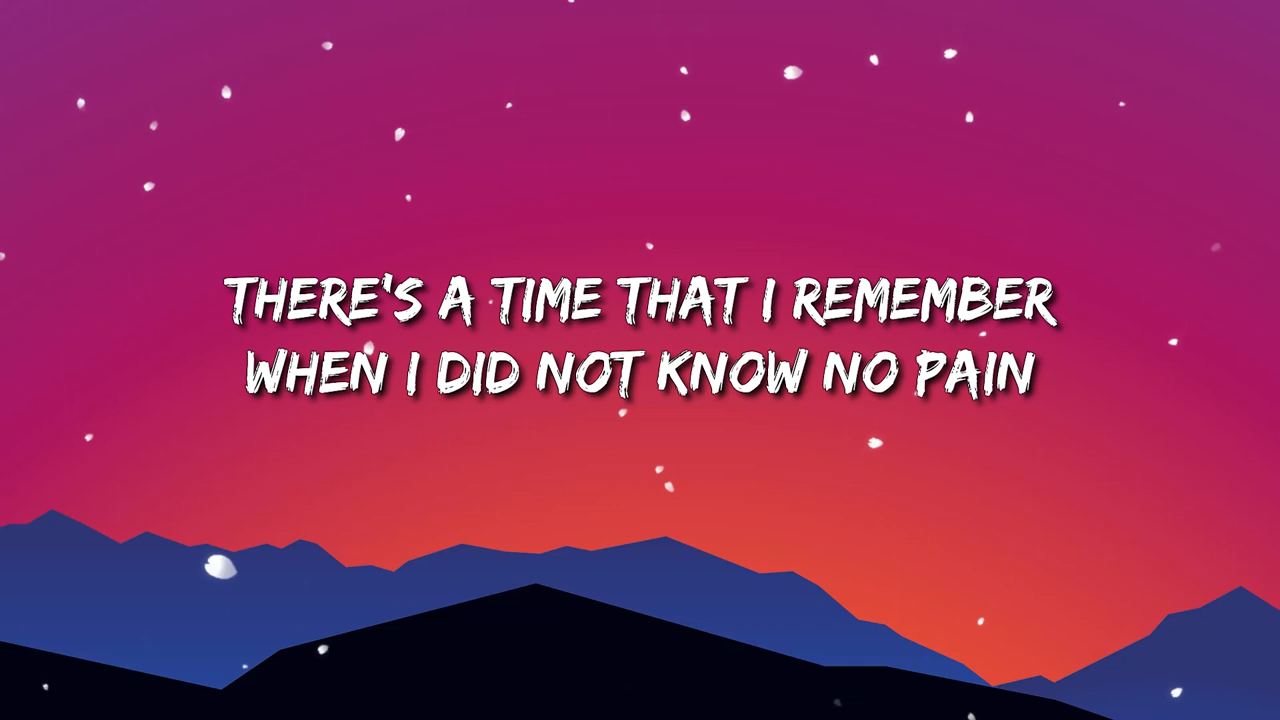 THERE'S A TIME THAT I REMEMBER
WHEN I DID NOT KNOW NO PAIN